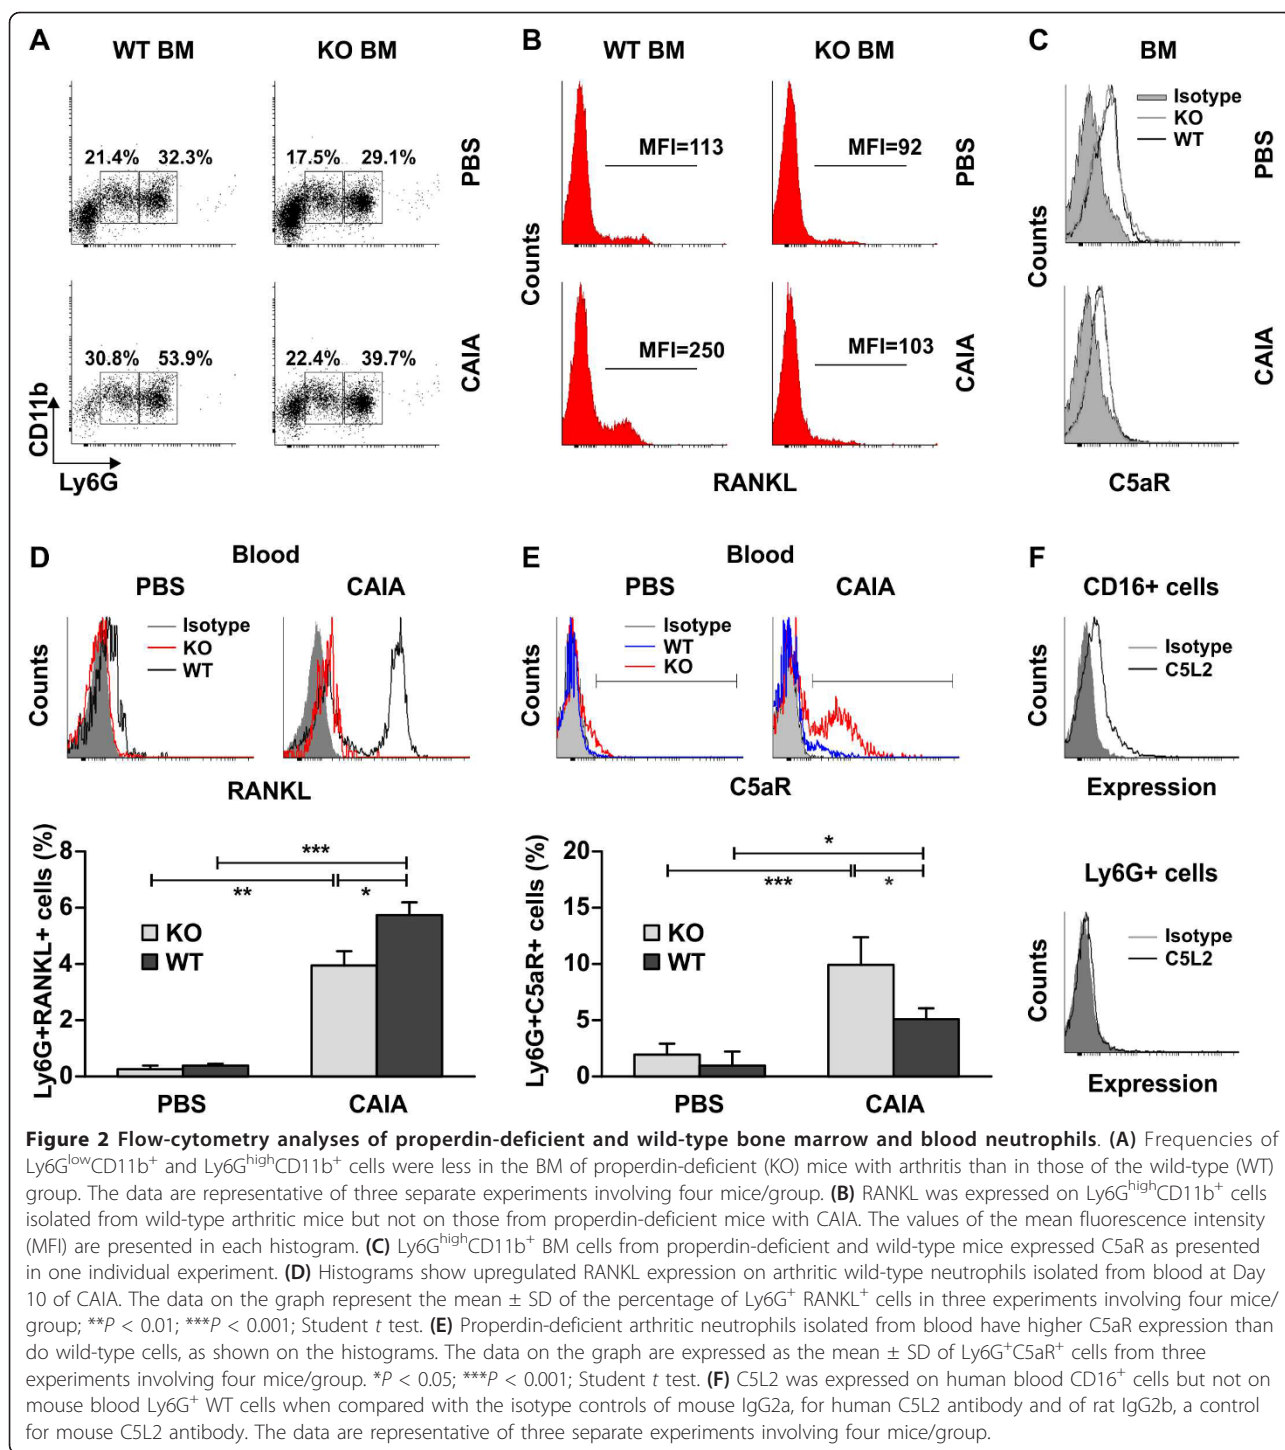 A
WT BM
KO BM
21.4%
32.3%
17.5%
29.1%
PBS
30.8%
53.9%
22.4%
39.7%
CAIA
CD11b
Ly6G
B
WT BM
KO BM
MFI=113
MFI=92
PBS
Counts
MFI=250
MFI=103
CAIA
RANKL
C
BM
Isotype
KO
WT
PBS
Counts
CAIA
C5aR
D
Blood
PBS
CAIA
Isotype
KO
WT
Counts
RANKL
Ly6G+RANKL+ cells (%)
8
6
4
2
0
***
**
*
KO
WT
PBS
CAIA
E
Blood
PBS
CAIA
Isotype
WT
KO
Counts
C5aR
Ly6G+C5aR+ cells (%)
20
15
10
5
0
*
***
*
KO
WT
PBS
CAIA
F
CD16+ cells
Isotype
C5L2
Counts
Expression
Ly6G+ cells
Isotype
C5L2
Counts
Expression
Figure 2 Flow-cytometry analyses of properdin-deficient and wild-type bone marrow and blood neutrophils. (A) Frequencies of
Ly6G^low CD11b⁺ and Ly6G^high CD11b⁺ cells were less in the BM of properdin-deficient (KO) mice with arthritis than in those of the wild-type (WT)
group. The data are representative of three separate experiments involving four mice/group. (B) RANKL was expressed on Ly6G^high CD11b⁺ cells
isolated from wild-type arthritic mice but not on those from properdin-deficient mice with CAIA. The values of the mean fluorescence intensity
(MFI) are presented in each histogram. (C) Ly6G^high CD11b⁺ BM cells from properdin-deficient and wild-type mice expressed C5aR as presented
in one individual experiment. (D) Histograms show upregulated RANKL expression on arthritic wild-type neutrophils isolated from blood at Day
10 of CAIA. The data on the graph represent the mean ± SD of the percentage of Ly6G⁺ RANKL⁺ cells in three experiments involving four mice/
group; **P < 0.01; ***P < 0.001; Student t test. (E) Properdin-deficient arthritic neutrophils isolated from blood have higher C5aR expression than
do wild-type cells, as shown on the histograms. The data on the graph are expressed as the mean ± SD of Ly6G⁺C5aR⁺ cells from three
experiments involving four mice/group. *P < 0.05; ***P < 0.001; Student t test. (F) C5L2 was expressed on human blood CD16⁺ cells but not on
mouse blood Ly6G⁺ WT cells when compared with the isotype controls of mouse IgG2a, for human C5L2 antibody and of rat IgG2b, a control
for mouse C5L2 antibody. The data are representative of three separate experiments involving four mice/group.